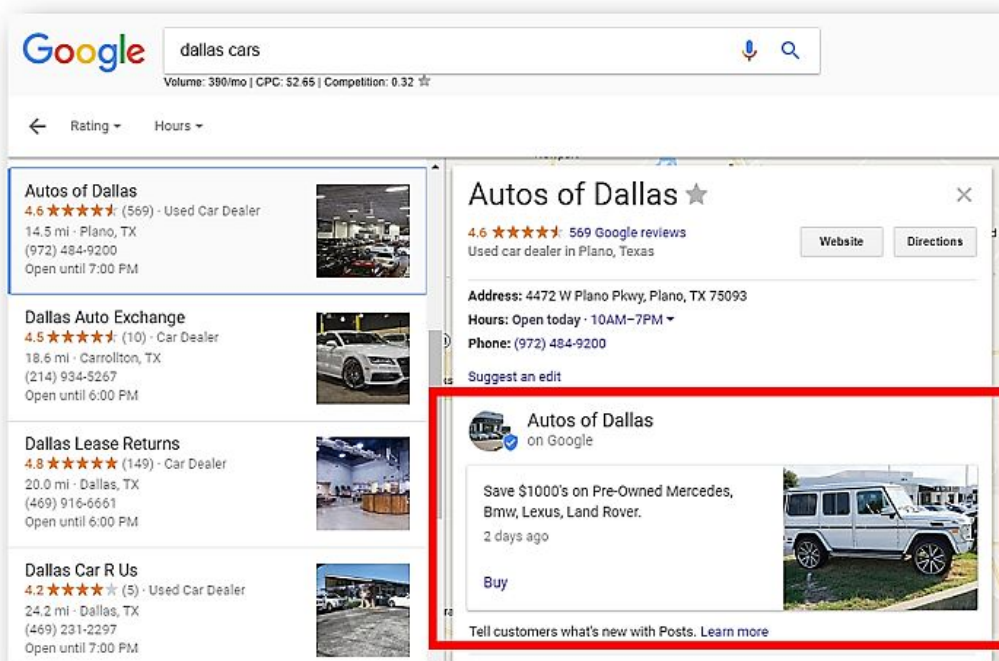 Google
dallas cars
Volume: 390/mo | CPC: $2.65 | Competition: 0.32
Rating
Hours
Autos of Dallas
4.6 (569) · Used Car Dealer
14.5 mi · Plano, TX
(972) 484-9200
Open until 7:00 PM
Dallas Auto Exchange
4.5 (10) · Car Dealer
18.6 mi · Carrollton, TX
(214) 934-5267
Open until 6:00 PM
Dallas Lease Returns
4.8 (149) · Car Dealer
20.0 mi · Dallas, TX
(469) 916-6661
Open until 6:00 PM
Dallas Car R Us
4.2 (5) · Used Car Dealer
24.2 mi · Dallas, TX
(469) 231-2297
Open until 7:00 PM
Autos of Dallas
4.6 569 Google reviews
Used car dealer in Plano, Texas
Website
Directions
Address: 4472 W Plano Pkwy, Plano, TX 75093
Hours: Open today · 10AM–7PM
Phone: (972) 484-9200
Suggest an edit
Autos of Dallas
on Google
Save $1000's on Pre-Owned Mercedes,
Bmw, Lexus, Land Rover.
2 days ago
Buy
Tell customers what's new with Posts. Learn more